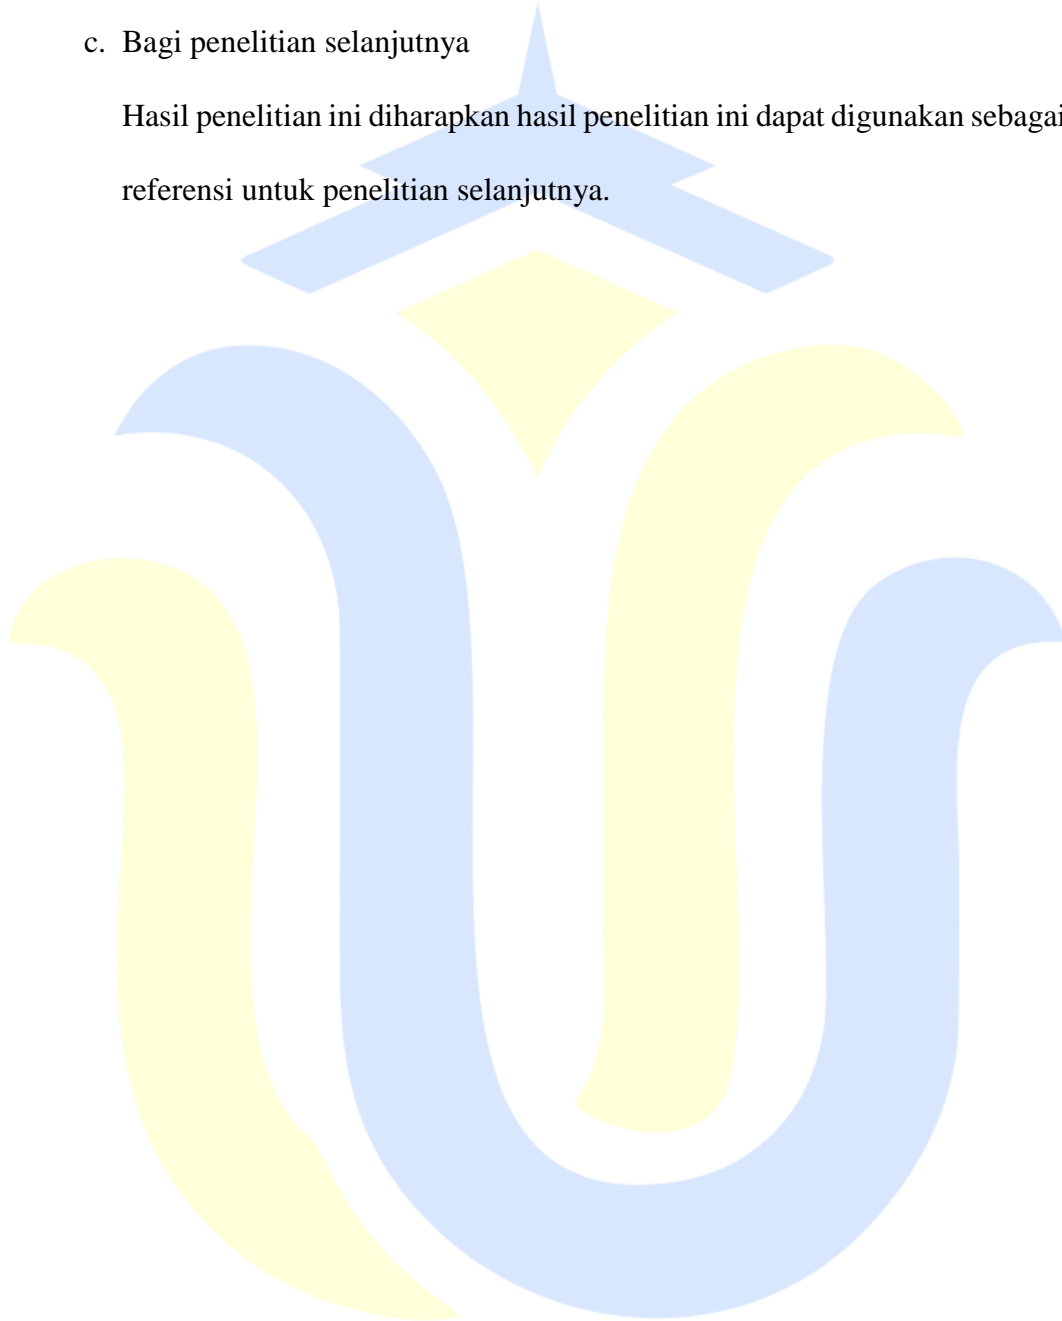 c. Bagi penelitian selanjutnya
Hasil penelitian ini diharapkan hasil penelitian ini dapat digunakan sebagai
referensi untuk penelitian selanjutnya.